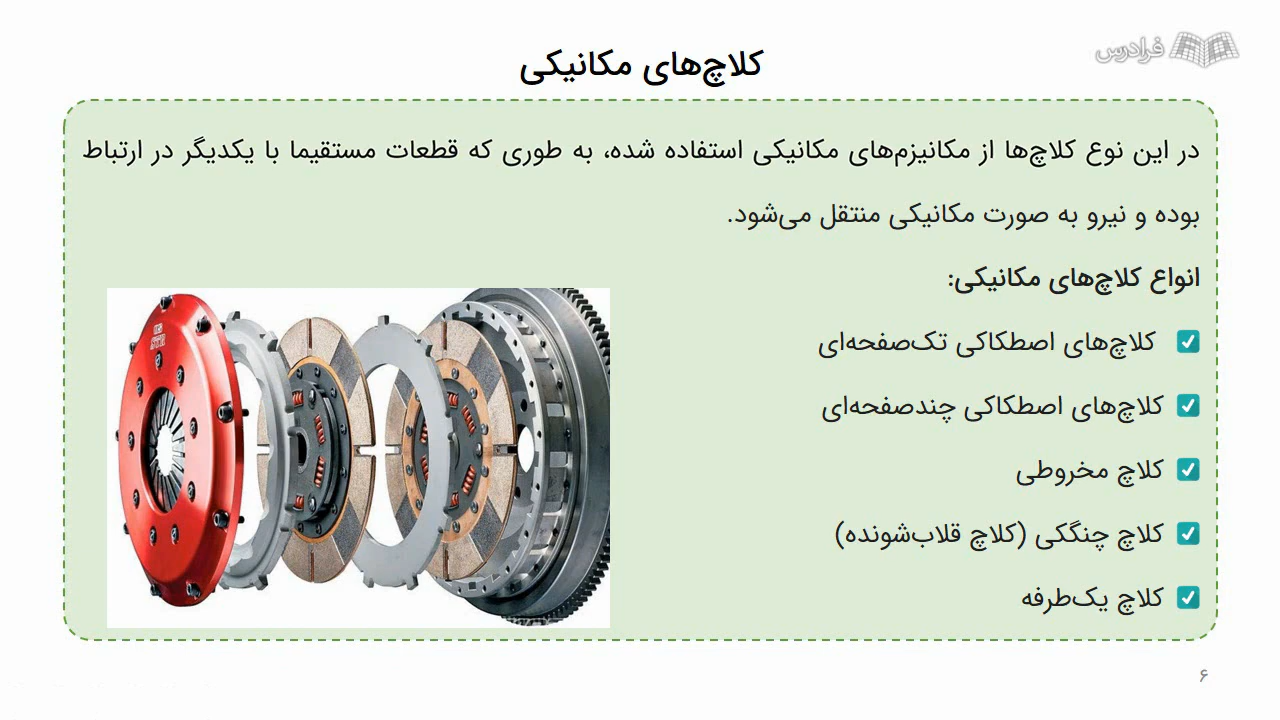 فرادرس
کلاچ‌های مکانیکی
در این نوع کلاچ‌ها از مکانیزم‌های مکانیکی استفاده شده، به طوری که قطعات مستقیما با یکدیگر در ارتباط
بوده و نیرو به صورت مکانیکی منتقل می‌شود.
انواع کلاچ‌های مکانیکی:
کلاچ‌های اصطکاکی تک‌صفحه‌ای
کلاچ‌های اصطکاکی چندصفحه‌ای
کلاچ مخروطی
کلاچ چنگکی (کلاچ قلاب‌شونده)
کلاچ یک‌طرفه
۶